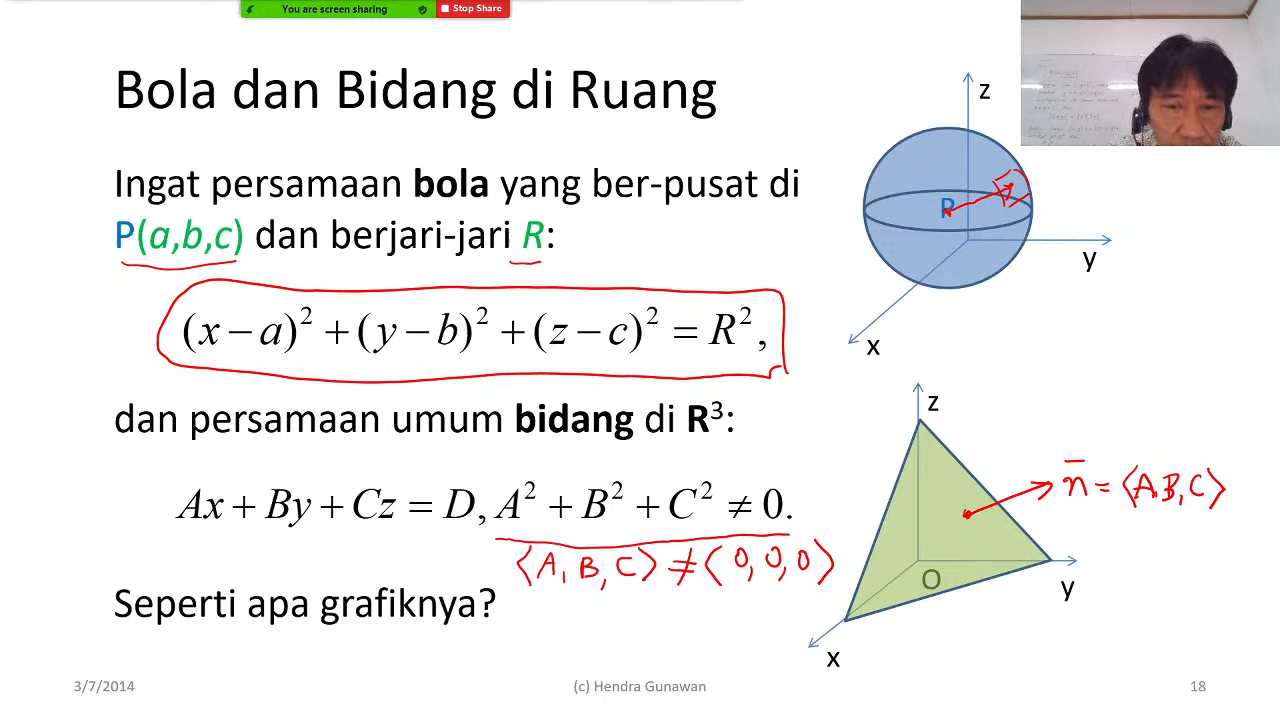 You are screen sharing Stop Share
Bola dan Bidang di Ruang
Ingat persamaan bola yang ber-pusat di
P(a,b,c) dan berjari-jari R:
(x – a)² + (y – b)² + (z – c)² = R²,
dan persamaan umum bidang di R³:
Ax + By + Cz = D, A² + B² + C² ≠ 0.
⟨A, B, C⟩ ≠ ⟨0, 0, 0⟩
Seperti apa grafiknya?
z
P
y
x
z
n̄ = ⟨A, B, C⟩
O
y
x
3/7/2014
(c) Hendra Gunawan
18